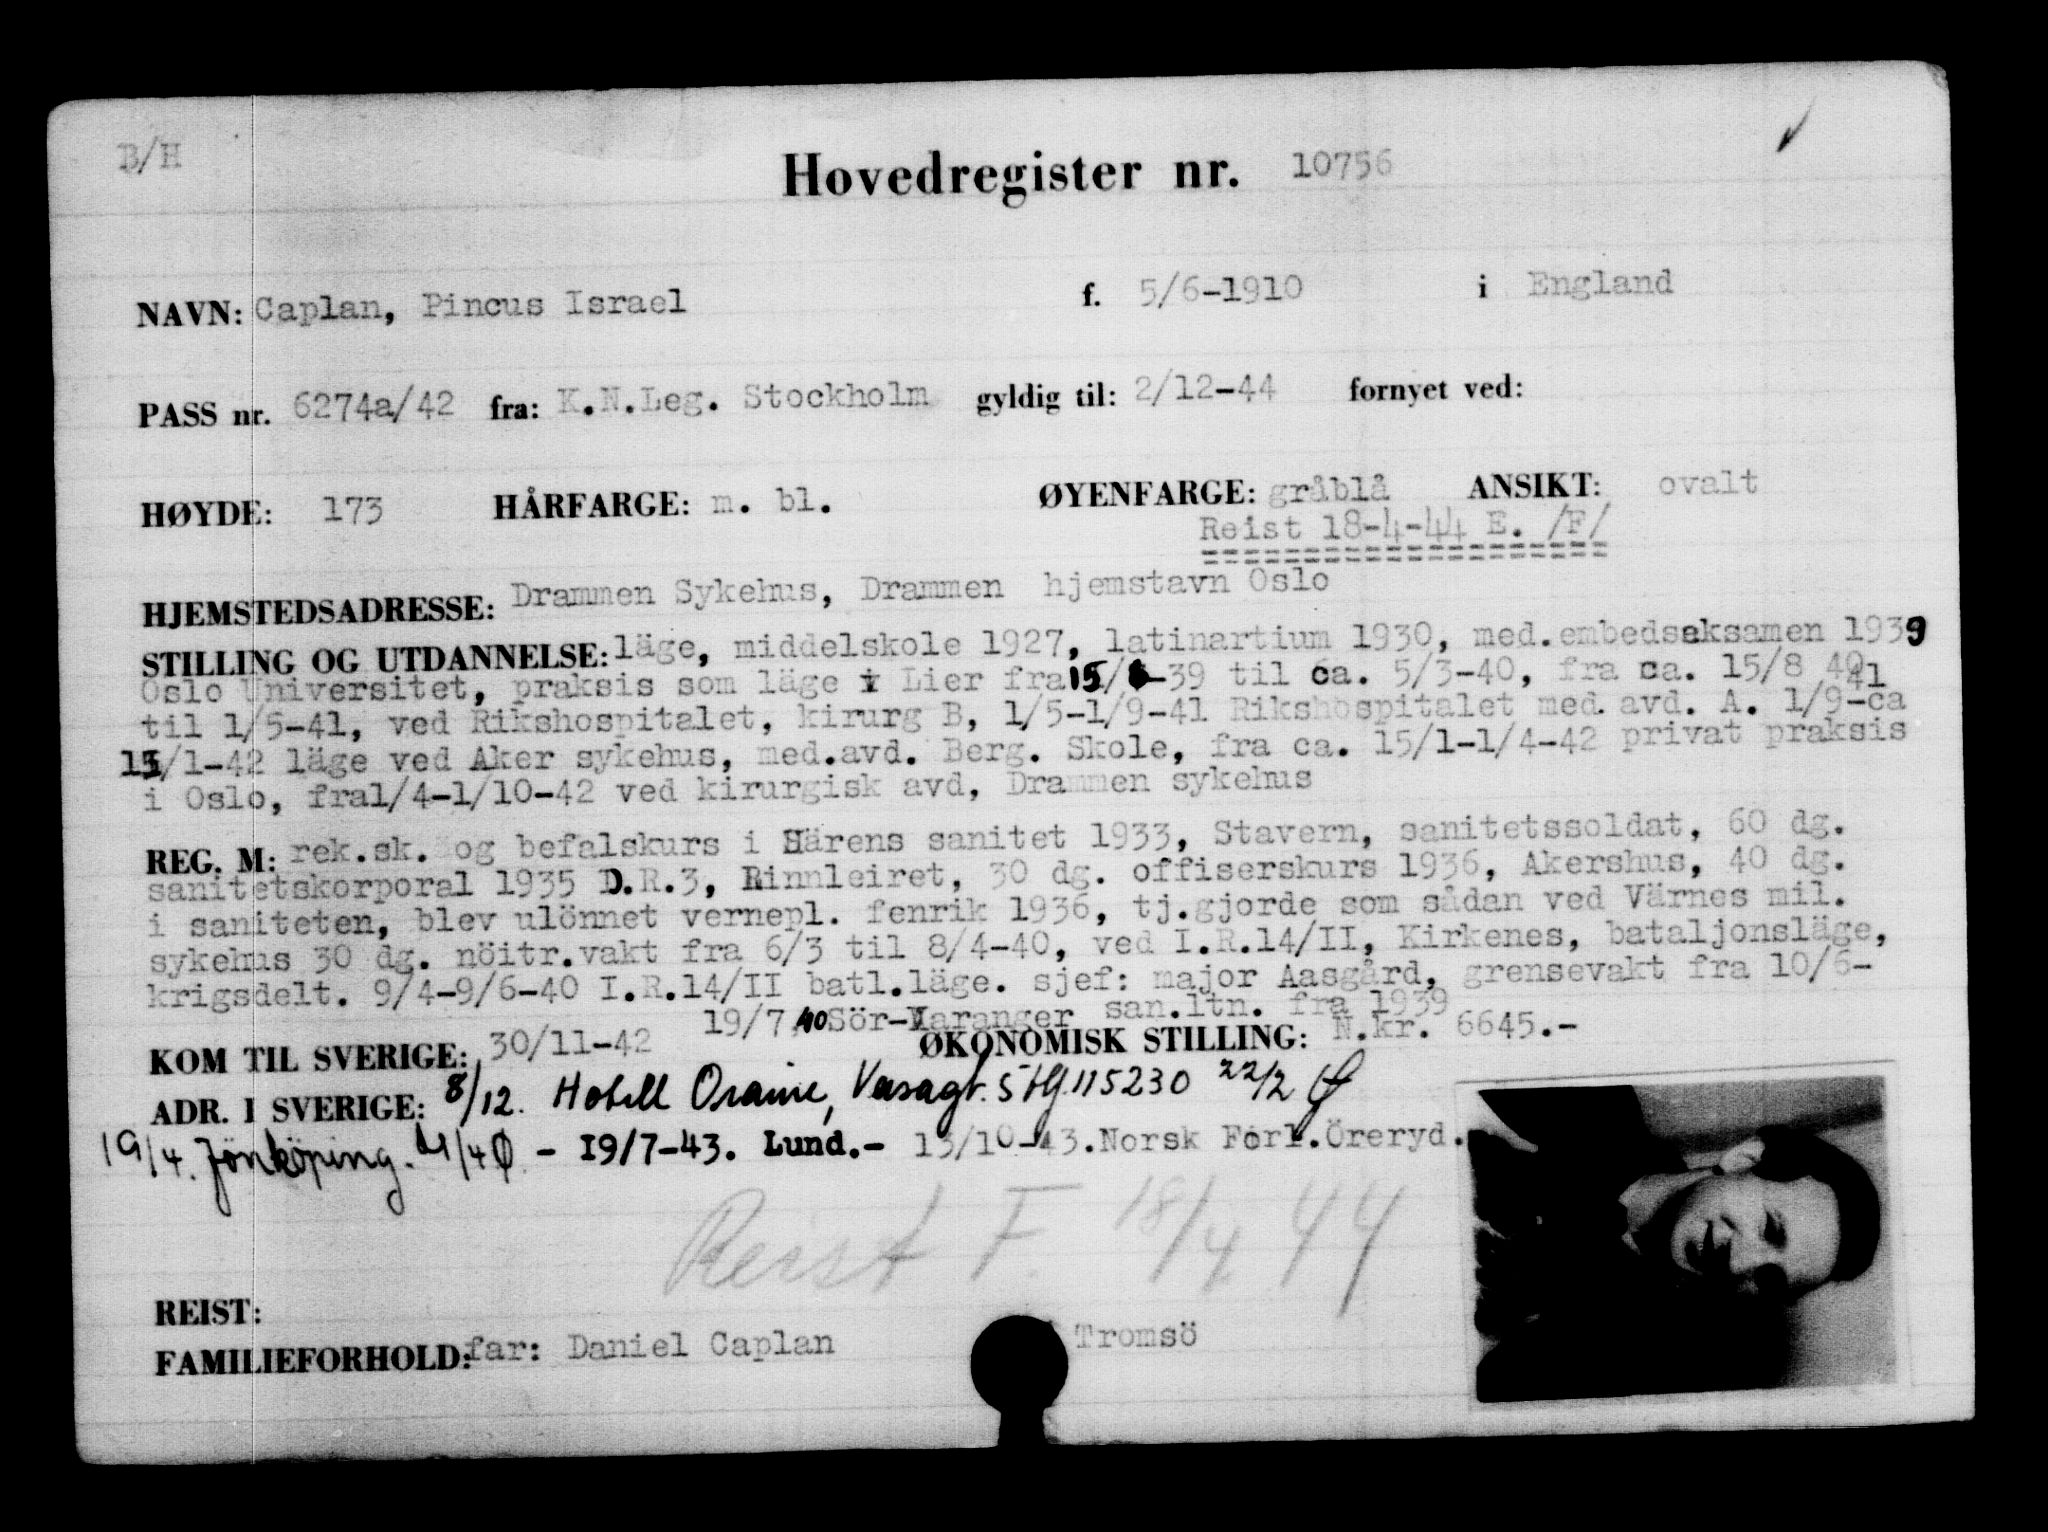 B/H
Hovedregister nr. 10756
NAVN: Caplan, Pincus Israel f. 5/6-1910 i England
PASS nr. 6274a/42 fra: K.N.Leg. Stockholm gyldig til: 2/12-44 fornyet ved:
HØYDE: 173 HÅRFARGE: m. bl. ØYENFARGE: gråblå ANSIKT: ovalt
Reist 18-4-44 E. /F/
HJEMSTEDSADRESSE: Drammen Sykehus, Drammen hjemstavn Oslo
STILLING OG UTDANNELSE: läge, middelskole 1927, latinartium 1930, med.embedseksamen 1939
Oslo Universitet, praksis som läge i Lier fra 15/ -39 til ca. 5/3-40, fra ca. 15/8 40
til 1/5-41, ved Rikshospitalet, kirurg B, 1/5-1/9-41 Rikshospitalet med. avd. A. 1/9-41 ca
15/1-42 läge ved Aker sykehus, med.avd. Berg. Skole, fra ca. 15/1-1/4-42 privat praksis
i Oslo, fra1/4-1/10-42 ved kirurgisk avd, Drammen sykehus
REG. M: rek.sk. og befalskurs i Härens sanitet 1933, Stavern, sanitetssoldat, 60 dg.
sanitetskorporal 1935 D.R.3, Rinnleiret, 30 dg. offiserskurs 1936, Akershus, 40 dg.
i saniteten, blev ulönnet vernepl. fenrik 1936, tj.gjorde som sådan ved Värnes mil.
sykehus 30 dg. nöitr.vakt fra 6/3 til 8/4-40, ved I.R.14/II, Kirkenes, bataljonsläge,
krigsdelt. 9/4-9/6-40 I.R.14/II batl.läge. sjef: major Aasgård, grensevakt fra 10/6-
19/7 40 Sör-Varanger san.ltn. fra 1939
KOM TIL SVERIGE: 30/11-42 ØKONOMISK STILLING: N.kr. 6645.-
ADR. I SVERIGE: 8/12. Hotell Oraine, Vasagt. 5 tlf 115230 22/2 Ø
19/4. Jönköping. 21/4 Ø - 19/7-43. Lund.- 13/10-43. Norsk Forl. Öreryd.
Reist F. 18/4 44
REIST:
FAMILIEFORHOLD: far: Daniel Caplan Tromsö